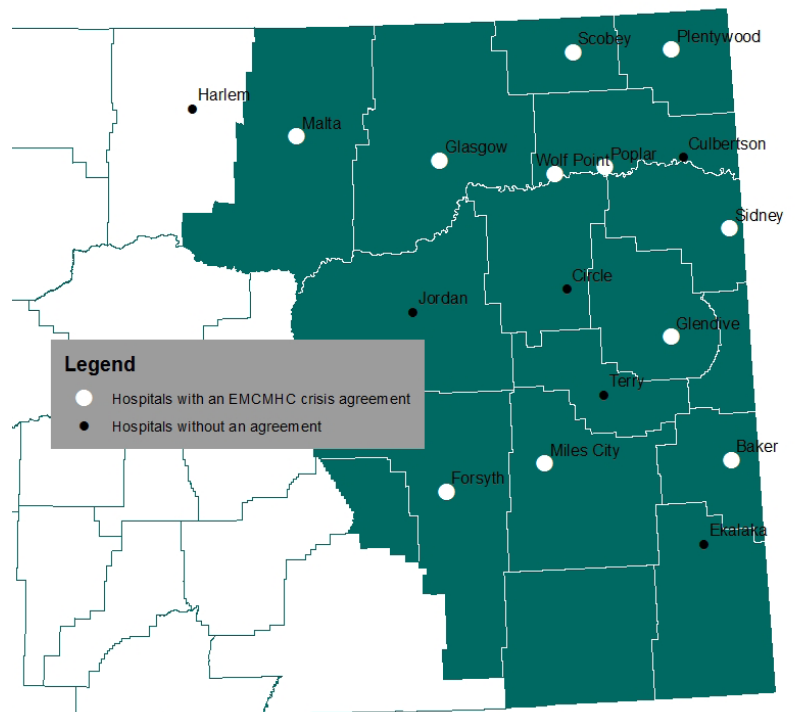 Scobey
Plentywood
Harlem
Malta
Glasgow
Wolf Point
Poplar
Culbertson
Sidney
Circle
Jordan
Glendive
Legend
Hospitals with an EMCMHC crisis agreement
Hospitals without an agreement
Terry
Miles City
Baker
Forsyth
Ekalaka